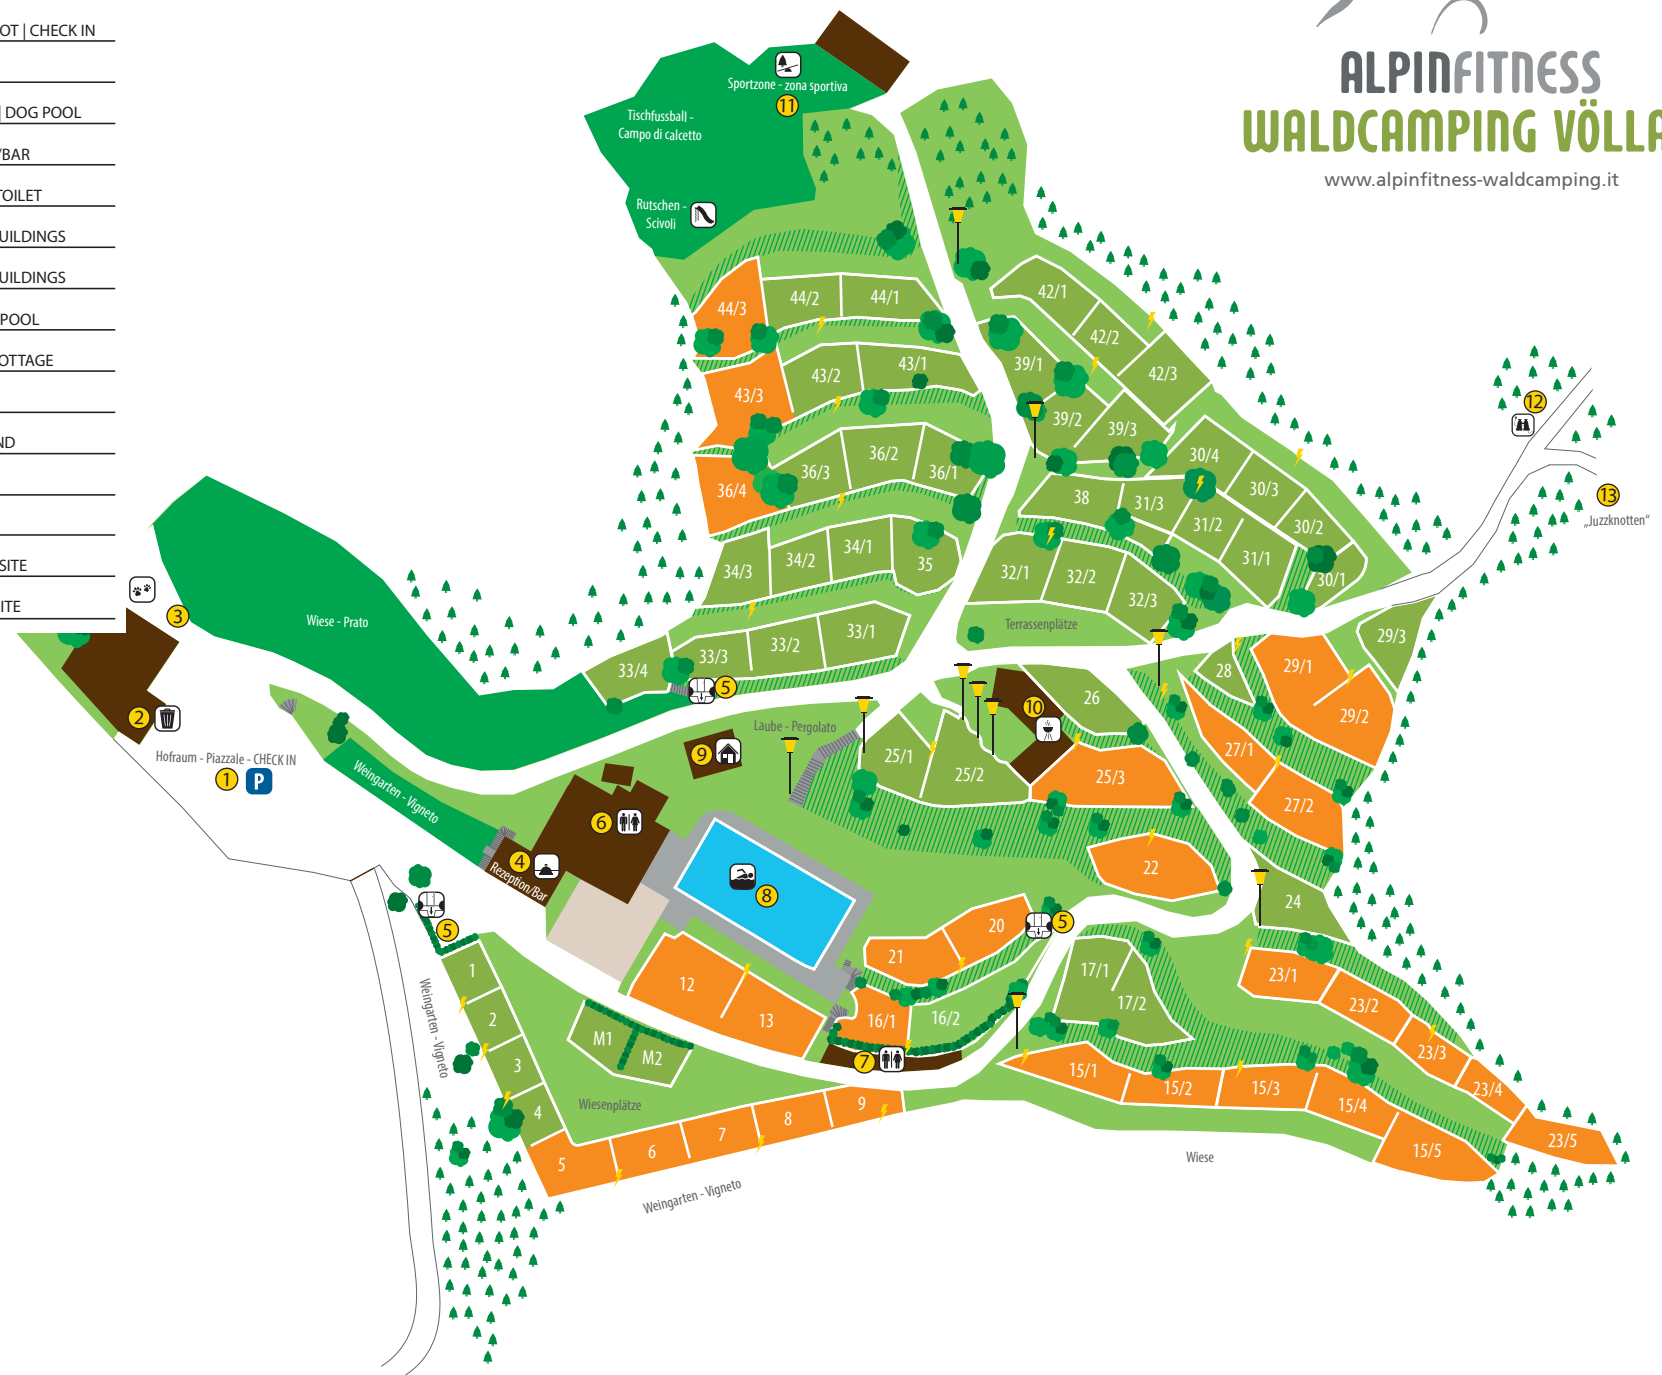 OT | CHECK IN
| DOG POOL
/BAR
TOILET
UILDINGS
UILDINGS
POOL
OTTAGE
ND
SITE
ITE
ALPINFITNESS
WALDCAMPING VÖLLA
www.alpinfitness-waldcamping.it
Sportzone - zona sportiva
11
Tischfussball -
Campo di calcetto
Rutschen -
Scivoli
44/3
44/2
44/1
43/3
43/2
43/1
36/4
36/3
36/2
36/1
34/3
34/2
34/1
35
33/4
33/3
33/2
33/1
5
42/1
42/2
42/3
39/1
39/2
39/3
38
31/3
31/2
31/1
30/4
30/3
30/2
30/1
32/1
32/2
32/3
Terrassenplätze
12
13
„Juzzknotten“
29/3
28
29/1
29/2
27/1
27/2
26
10
25/1
25/2
25/3
22
24
Wiese - Prato
3
2
Hofraum - Piazzale - CHECK IN
1
P
Weingarten - Vigneto
Laube - Pergolato
9
6
4
Rezeption/Bar
8
5
5
Weingarten - Vigneto
1
2
3
4
5
6
7
8
9
M1
M2
Wiesenplätze
Weingarten - Vigneto
12
13
7
16/1
16/2
21
20
17/1
17/2
15/1
15/2
15/3
15/4
15/5
23/1
23/2
23/3
23/4
23/5
Wiese